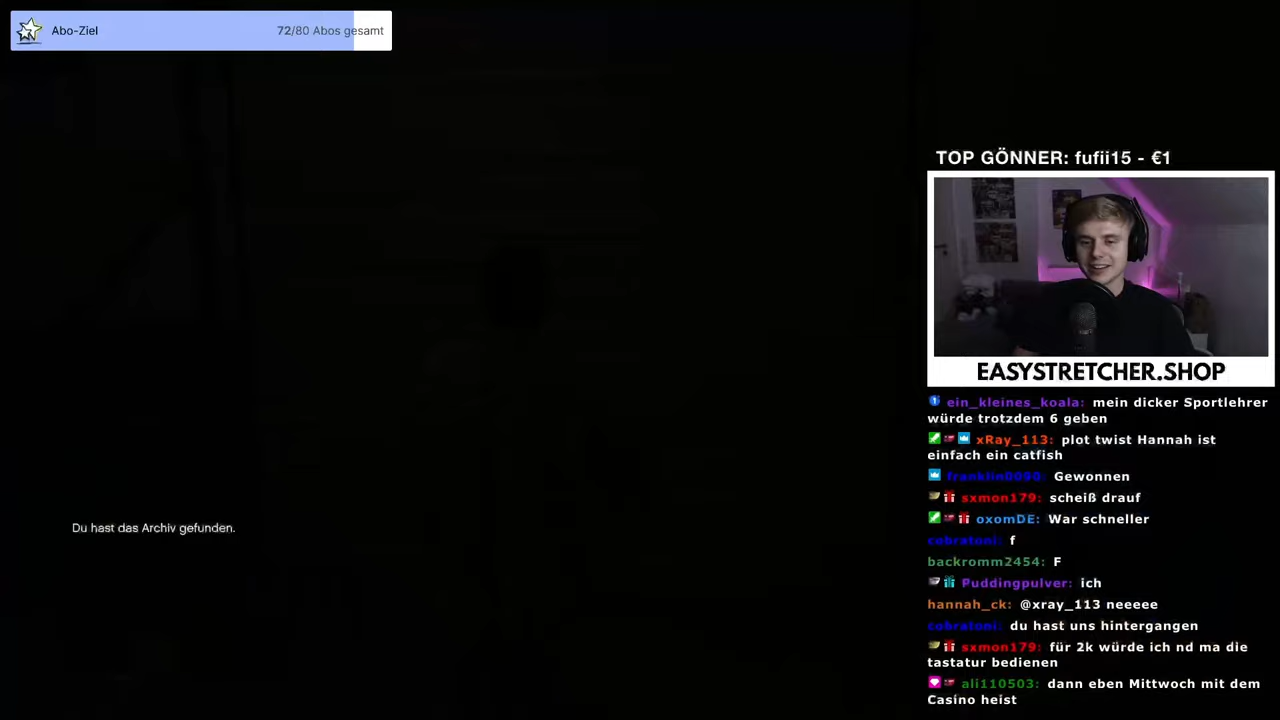 Abo-Ziel
72/80 Abos gesamt
TOP GÖNNER: fufii15 - €1
EASYSTRETCHER.SHOP
ein_kleines_koala: mein dicker Sportlehrer
würde trotzdem 6 geben
xRay_113: plot twist Hannah ist
einfach ein catfish
franklin0090: Gewonnen
sxmon179: scheiß drauf
oxomDE: War schneller
cobratoni: f
backromm2454: F
Puddingpulver: ich
hannah_ck: @xray_113 neeeee
cobratoni: du hast uns hintergangen
sxmon179: für 2k würde ich nd ma die
tastatur bedienen
ali110503: dann eben Mittwoch mit dem
Casino heist
Du hast das Archiv gefunden.